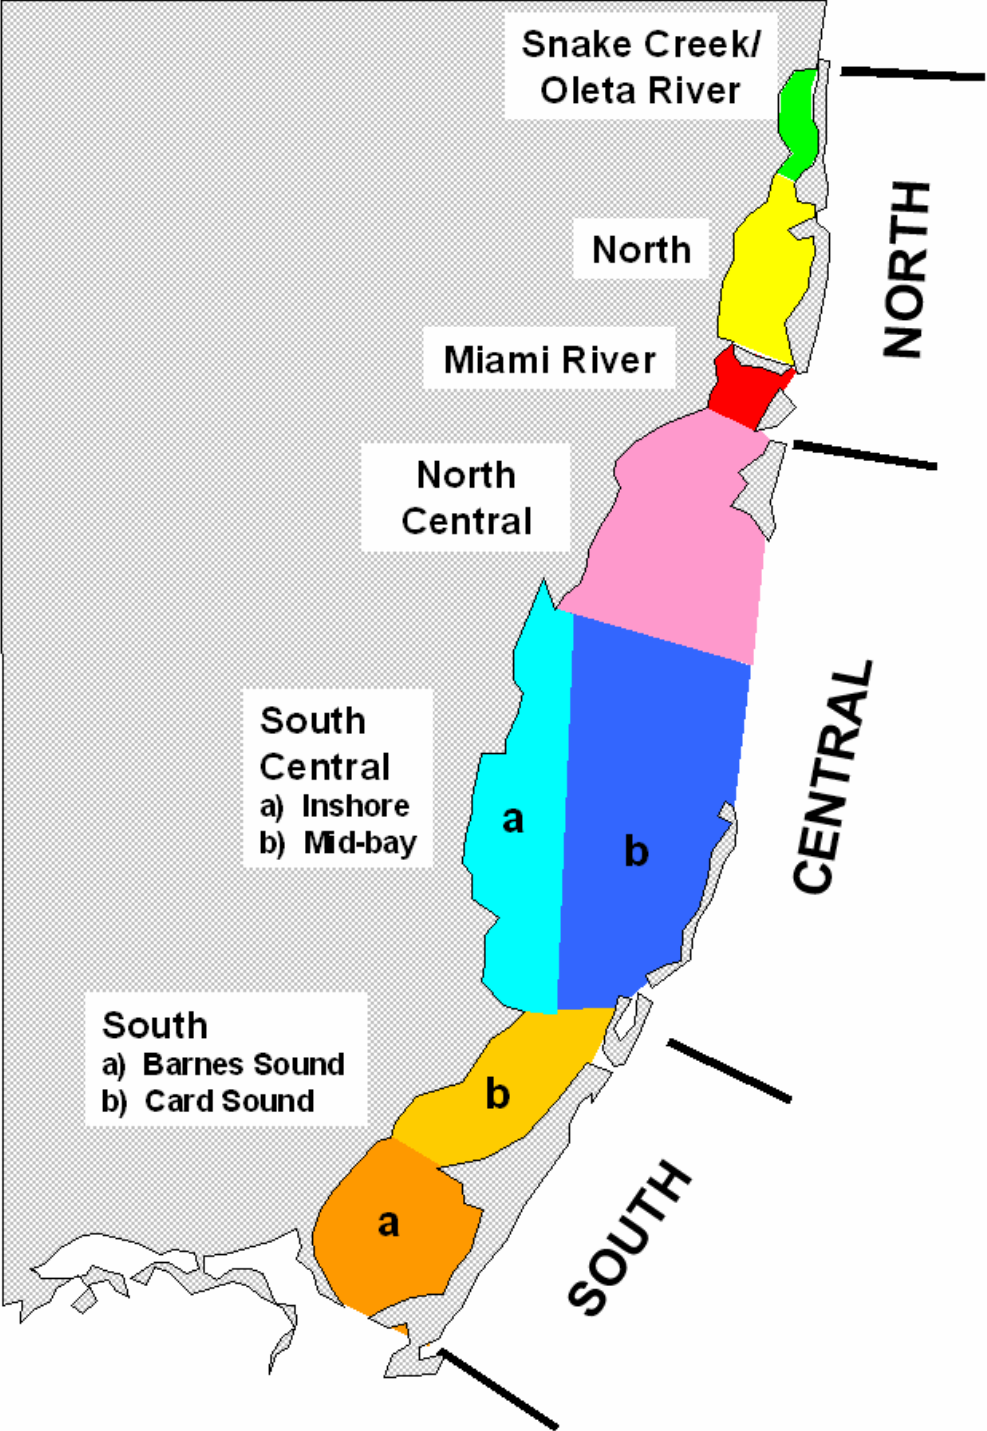 Snake Creek/
Oleta River
North
NORTH
Miami River
North
Central
South
Central
a) Inshore
b) Mid-bay
a
b
CENTRAL
South
a) Barnes Sound
b) Card Sound
b
a
SOUTH